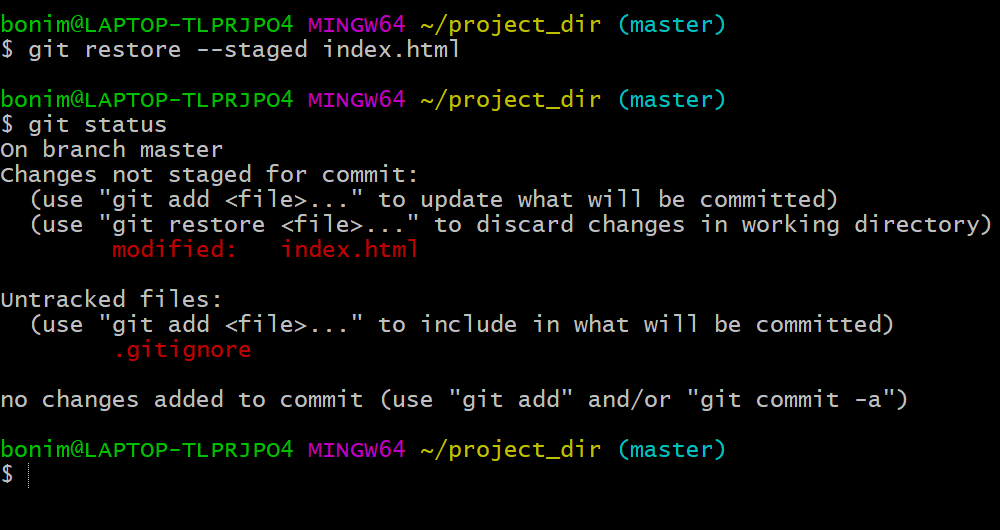 bonim@LAPTOP-TLPRJPO4 MINGW64 ~/project_dir (master)
$ git restore --staged index.html
bonim@LAPTOP-TLPRJPO4 MINGW64 ~/project_dir (master)
$ git status
On branch master
Changes not staged for commit:
  (use "git add <file>..." to update what will be committed)
  (use "git restore <file>..." to discard changes in working directory)
        modified:   index.html
Untracked files:
  (use "git add <file>..." to include in what will be committed)
        .gitignore
no changes added to commit (use "git add" and/or "git commit -a")
bonim@LAPTOP-TLPRJPO4 MINGW64 ~/project_dir (master)
$